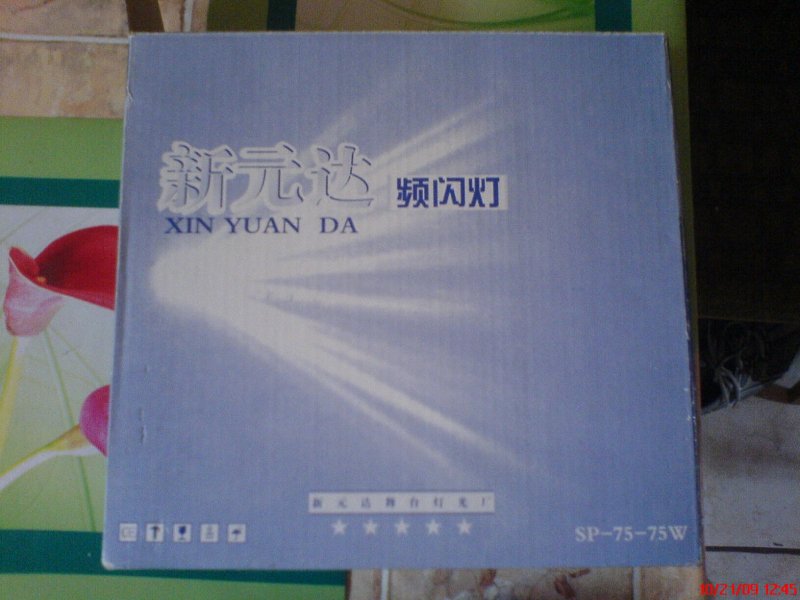 新元达 频闪灯
XIN YUAN DA
新元达舞台灯光厂
SP-75-75W
10/21/09 12:45